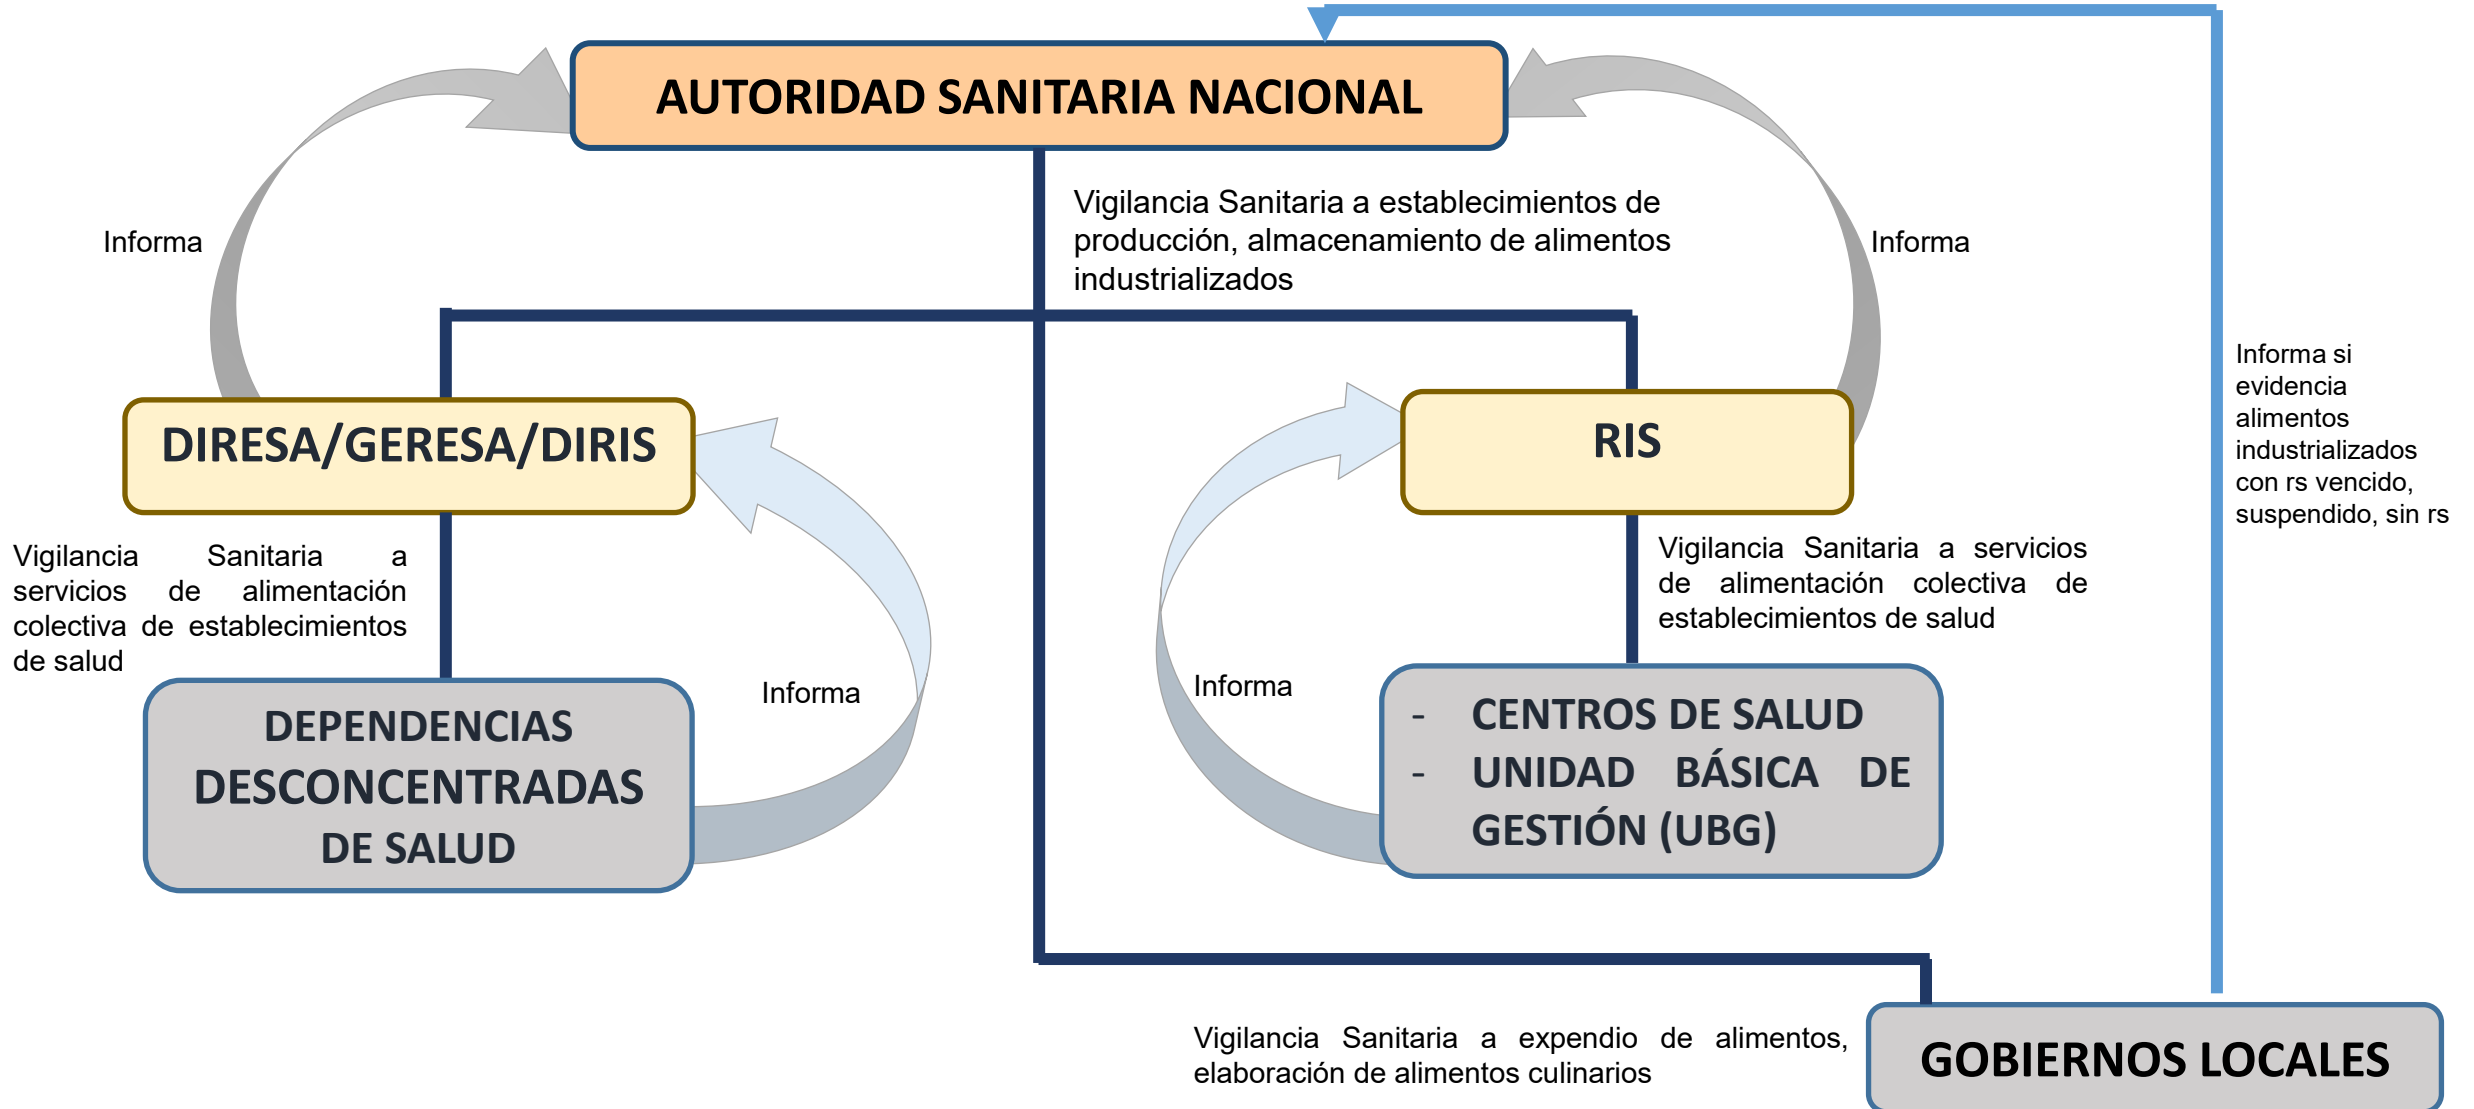 AUTORIDAD SANITARIA NACIONAL
Vigilancia Sanitaria a establecimientos de
producción, almacenamiento de alimentos
industrializados
Informa
Informa
Informa si
evidencia
alimentos
industrializados
con rs vencido,
suspendido, sin rs
DIRESA/GERESA/DIRIS
RIS
Vigilancia Sanitaria a
servicios de alimentación
colectiva de establecimientos
de salud
Vigilancia Sanitaria a servicios
de alimentación colectiva de
establecimientos de salud
Informa
Informa
DEPENDENCIAS
DESCONCENTRADAS
DE SALUD
- CENTROS DE SALUD
- UNIDAD BÁSICA DE
GESTIÓN (UBG)
Vigilancia Sanitaria a expendio de alimentos,
elaboración de alimentos culinarios
GOBIERNOS LOCALES